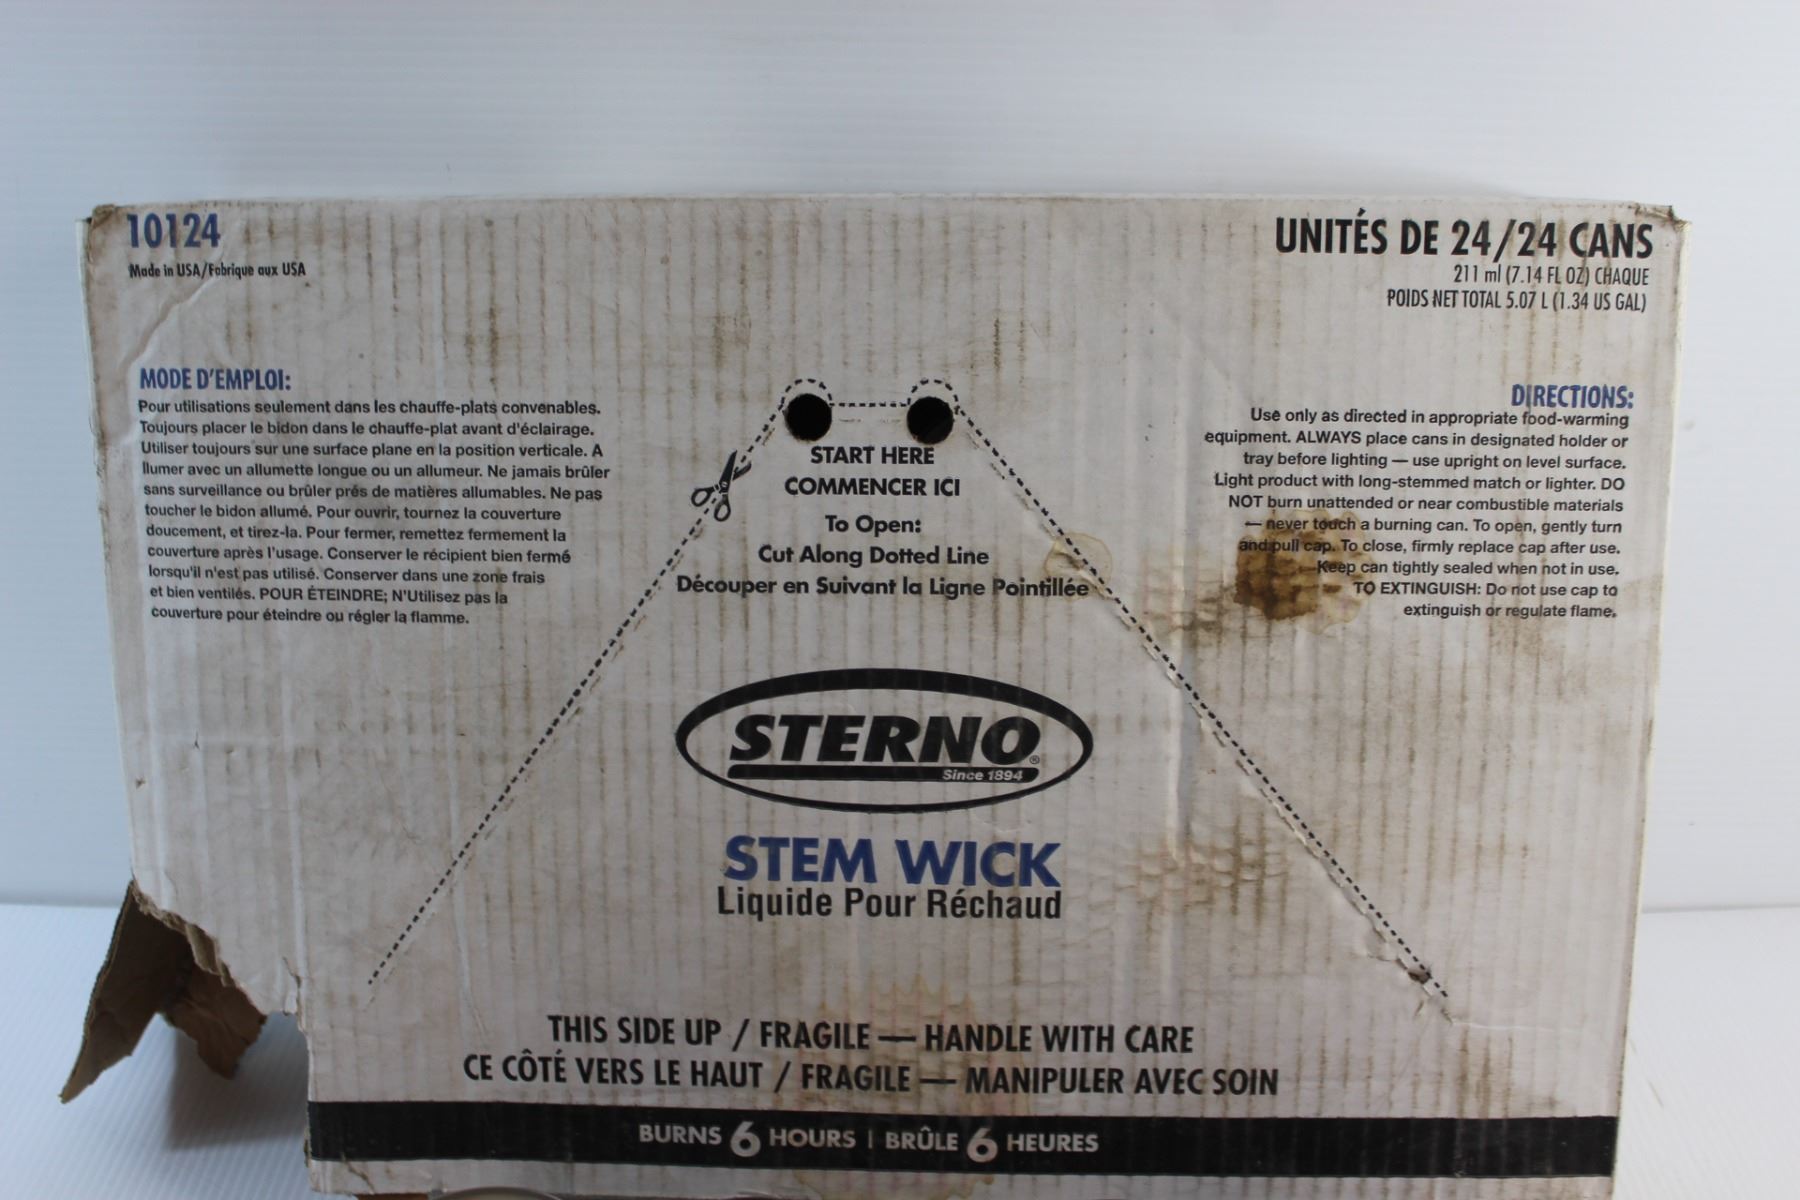 10124
Made in USA/Fabrique aux USA
UNITÉS DE 24/24 CANS
211 ml (7.14 FL OZ) CHAQUE
POIDS NET TOTAL 5.07 L (1.34 US GAL)
MODE D'EMPLOI:
Pour utilisations seulement dans les chauffe-plats convenables.
Toujours placer le bidon dans le chauffe-plat avant d'éclairage.
Utiliser toujours sur une surface plane en la position verticale. A
llumer avec un allumette longue ou un allumeur. Ne jamais brûler
sans surveillance ou brûler prés de matières allumables. Ne pas
toucher le bidon allumé. Pour ouvrir, tournez la couverture
doucement, et tirez-la. Pour fermer, remettez fermement la
couverture après l'usage. Conserver le récipient bien fermé
lorsqu'il n'est pas utilisé. Conserver dans une zone frais
et bien ventilés. POUR ÉTEINDRE; N'Utilisez pas la
couverture pour éteindre ou régler la flamme.
START HERE
COMMENCER ICI
To Open:
Cut Along Dotted Line
Découper en Suivant la Ligne Pointillée
DIRECTIONS:
Use only as directed in appropriate food-warming
equipment. ALWAYS place cans in designated holder or
tray before lighting — use upright on level surface.
Light product with long-stemmed match or lighter. DO
NOT burn unattended or near combustible materials
— never touch a burning can. To open, gently turn
and pull cap. To close, firmly replace cap after use.
Keep can tightly sealed when not in use.
TO EXTINGUISH: Do not use cap to
extinguish or regulate flame.
STERNO®
Since 1894
STEM WICK
Liquide Pour Réchaud
THIS SIDE UP / FRAGILE — HANDLE WITH CARE
CE CÔTÉ VERS LE HAUT / FRAGILE — MANIPULER AVEC SOIN
BURNS 6 HOURS | BRÛLE 6 HEURES